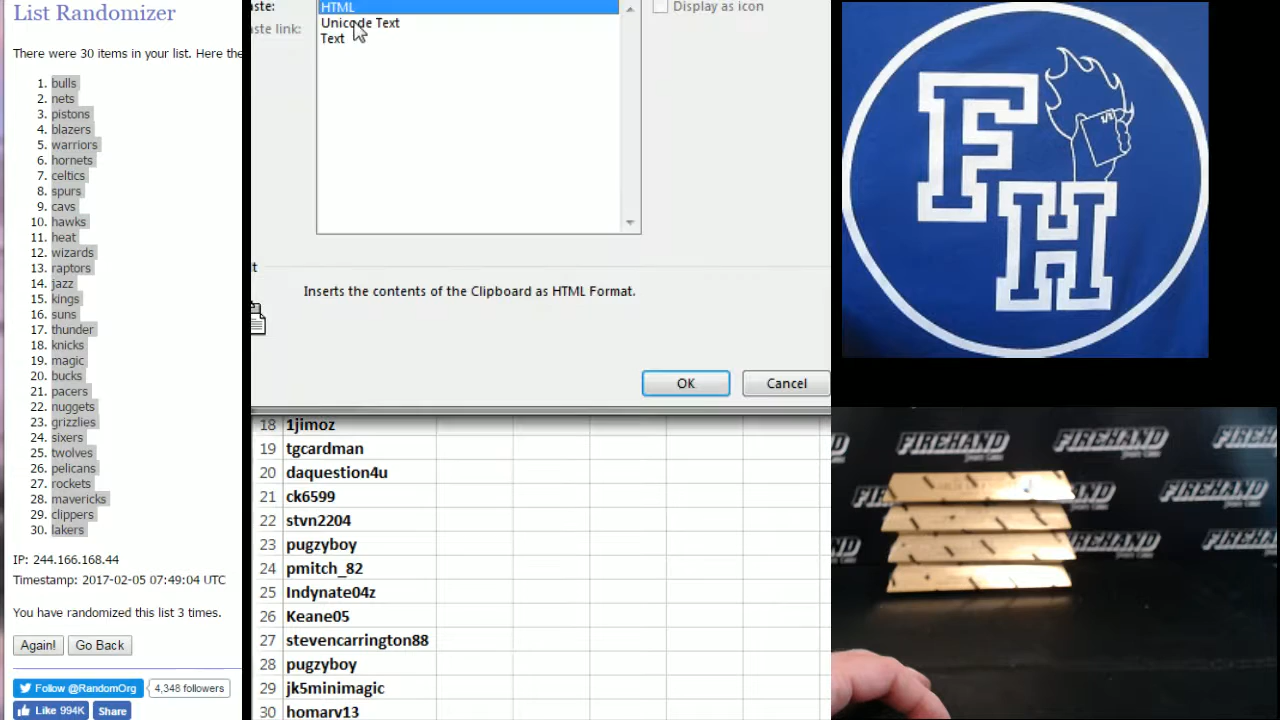 List Randomizer
There were 30 items in your list. Here the
1. bulls
2. nets
3. pistons
4. blazers
5. warriors
6. hornets
7. celtics
8. spurs
9. cavs
10. hawks
11. heat
12. wizards
13. raptors
14. jazz
15. kings
16. suns
17. thunder
18. knicks
19. magic
20. bucks
21. pacers
22. nuggets
23. grizzlies
24. sixers
25. twolves
26. pelicans
27. rockets
28. mavericks
29. clippers
30. lakers
IP: 244.166.168.44
Timestamp: 2017-02-05 07:49:04 UTC
You have randomized this list 3 times.
Again!
Go Back
Follow @RandomOrg
4,348 followers
Like 994K
Share
ste:
HTML
Display as icon
ste link:
Unicode Text
Text
t
Inserts the contents of the Clipboard as HTML Format.
OK
Cancel
18 1jimoz
19 tgcardman
20 daquestion4u
21 ck6599
22 stvn2204
23 pugzyboy
24 pmitch_82
25 Indynate04z
26 Keane05
27 stevencarrington88
28 pugzyboy
29 jk5minimagic
30 homarv13
F
H
FIREHAND
FIREHAND
FIREHAND
FIREHAND
FIREHAND
FIREHAND